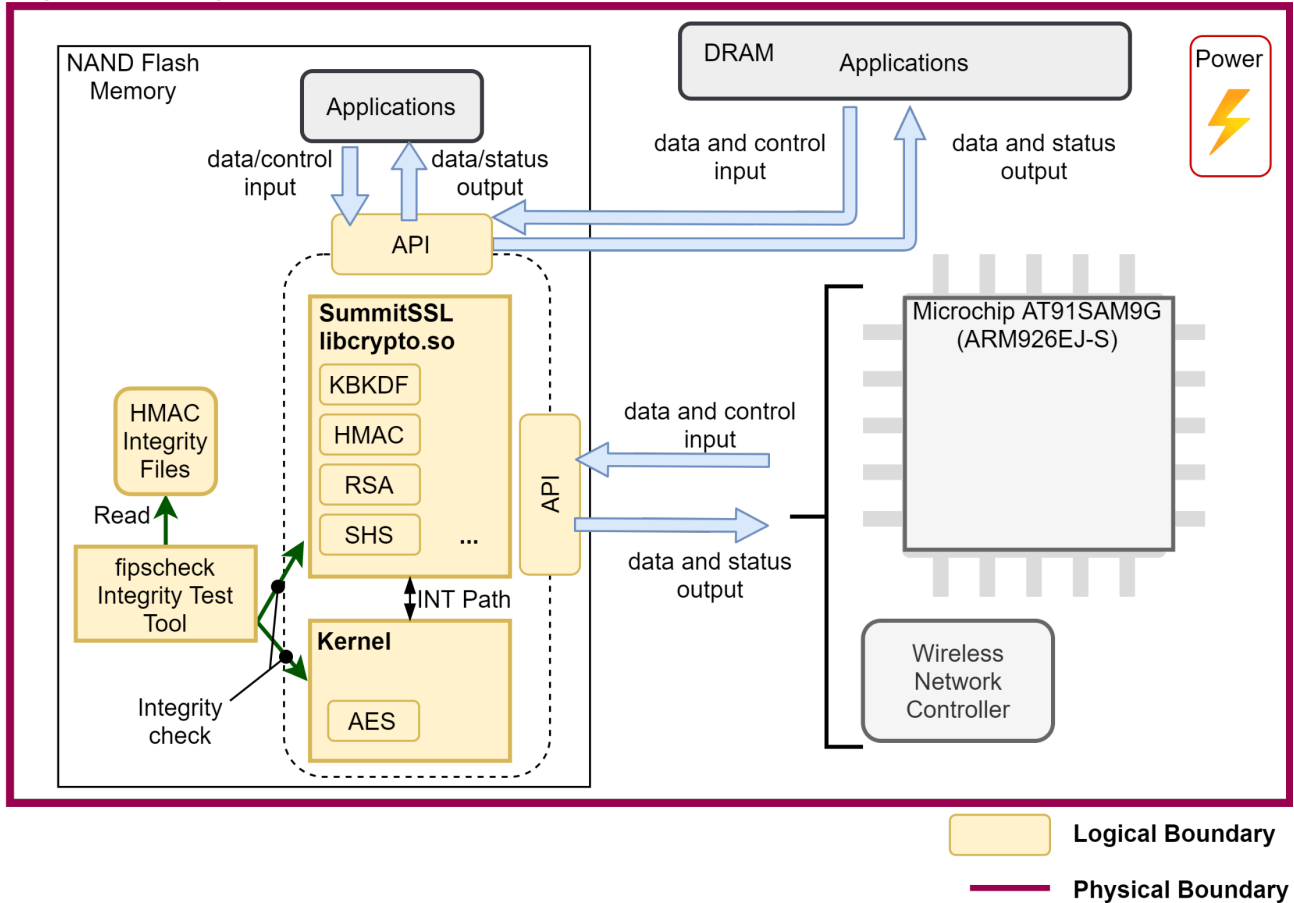 NAND Flash
Memory
Applications
data/control
input
data/status
output
API
DRAM
Applications
data and control
input
data and status
output
Power
SummitSSL
libcrypto.so
KBKDF
HMAC
RSA
SHS
...
API
HMAC
Integrity
Files
Read
fipscheck
Integrity Test
Tool
Integrity
check
INT Path
Kernel
AES
data and control
input
data and status
output
Microchip AT91SAM9G
(ARM926EJ-S)
Wireless
Network
Controller
Logical Boundary
Physical Boundary